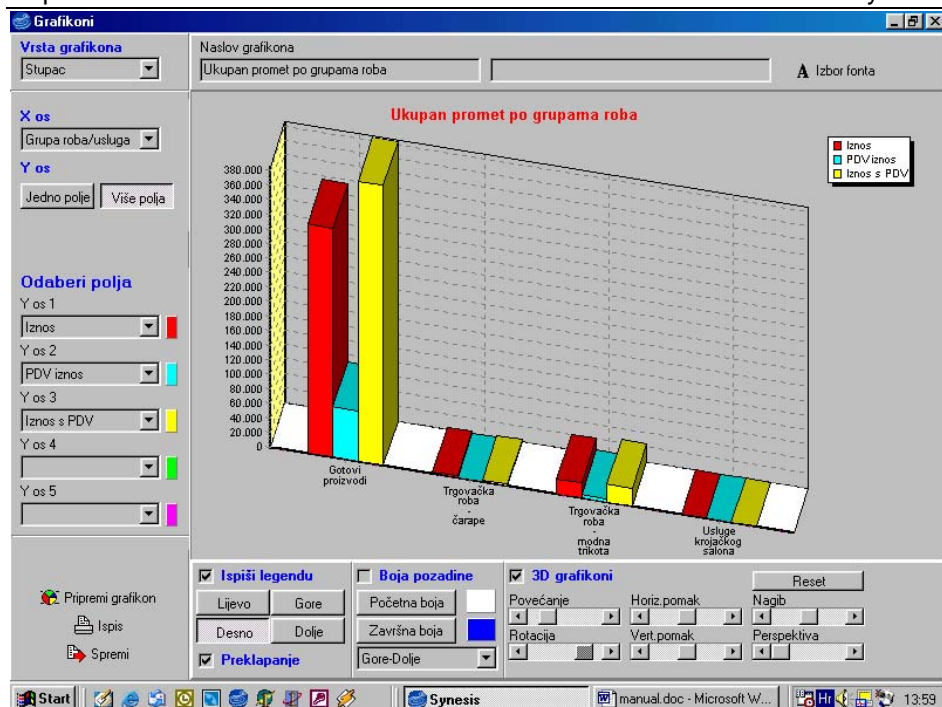 Grafikoni
Vrsta grafikona
Stupac
Naslov grafikona
Ukupan promet po grupama roba
A Izbor fonta
X os
Grupa roba/usluga
Y os
Jedno polje
Više polja
Odaberi polja
Y os 1
Iznos
Y os 2
PDV iznos
Y os 3
Iznos s PDV
Y os 4
Y os 5
Pripremi grafikon
Ispis
Spremi
Ukupan promet po grupama roba
Iznos
PDV iznos
Iznos s PDV
380.000
360.000
340.000
320.000
300.000
280.000
260.000
240.000
220.000
200.000
180.000
160.000
140.000
120.000
100.000
80.000
60.000
40.000
20.000
0
Gotovi
proizvodi
Trgovačka
roba
-
čarape
Trgovačka
roba
-
modna
trikota
Usluge
krojačkog
salona
Ispiši legendu
Lijevo
Gore
Desno
Dolje
Preklapanje
Boja pozadine
Početna boja
Završna boja
Gore-Dolje
3D grafikoni
Reset
Povećanje
Horiz.pomak
Nagib
Rotacija
Vert.pomak
Perspektiva
Start
Synesis
manual.doc - Microsoft W...
Hr
13:59